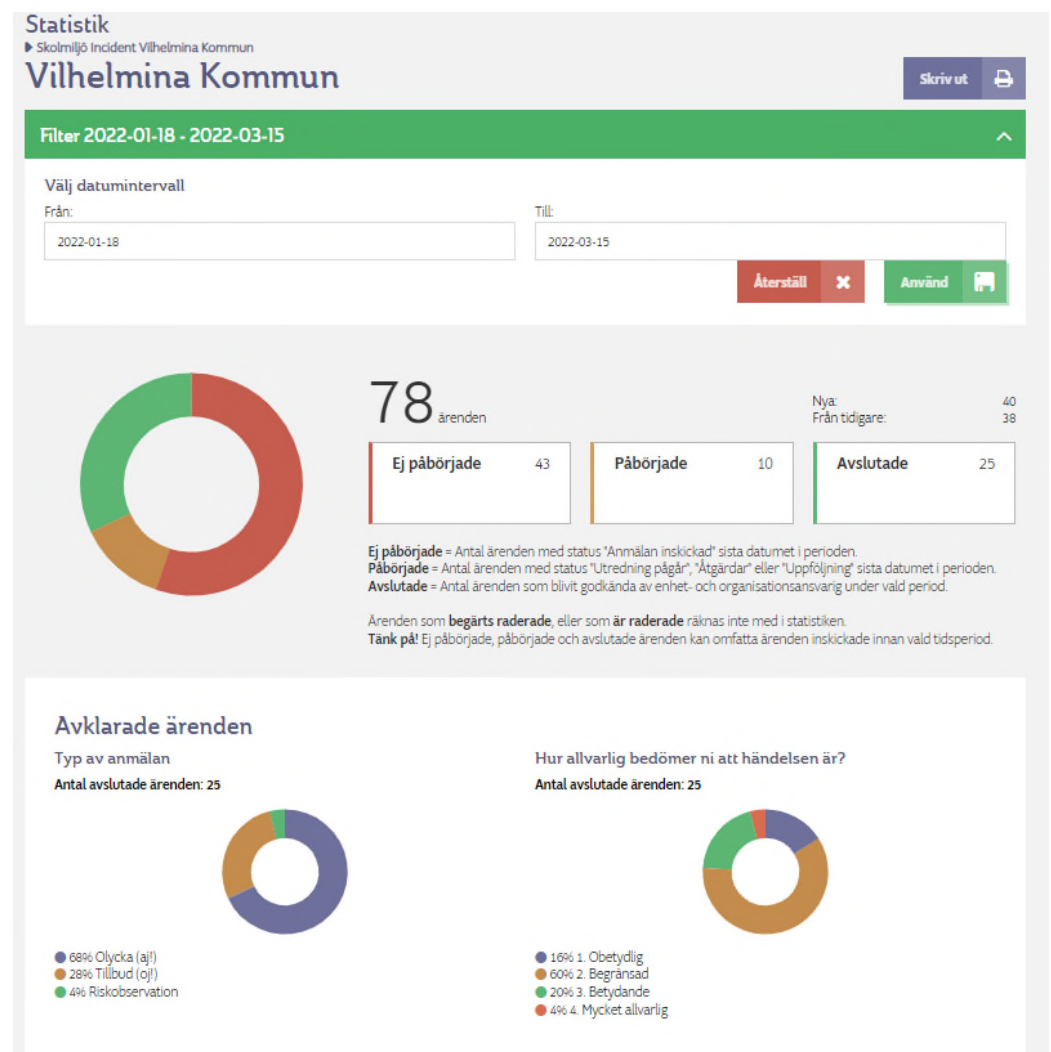 Statistik
Skolmiljö Incident Vilhelmina Kommun
Vilhelmina Kommun
Skriv ut
Filter 2022-01-18 - 2022-03-15
Välj datumintervall
Från:
Till:
2022-01-18
2022-03-15
Återställ
Använd
78 ärenden
Nya: 40
Från tidigare: 38
Ej påbörjade 43
Påbörjade 10
Avslutade 25
Ej påbörjade = Antal ärenden med status "Anmälan inskickad" sista datumet i perioden.
Påbörjade = Antal ärenden med status "Utredning pågår", "Åtgärdar" eller "Uppföljning" sista datumet i perioden.
Avslutade = Antal ärenden som blivit godkända av enhet- och organisationsansvarig under vald period.
Ärenden som begärts raderade, eller som är raderade räknas inte med i statistiken.
Tänk på! Ej påbörjade, påbörjade och avslutade ärenden kan omfatta ärenden inskickade innan vald tidsperiod.
Avklarade ärenden
Typ av anmälan
Antal avslutade ärenden: 25
68% Olycka (aj!)
28% Tillbud (oj!)
4% Riskobservation
Hur allvarlig bedömer ni att händelsen är?
Antal avslutade ärenden: 25
16% 1. Obetydlig
60% 2. Begränsad
20% 3. Betydande
4% 4. Mycket allvarlig